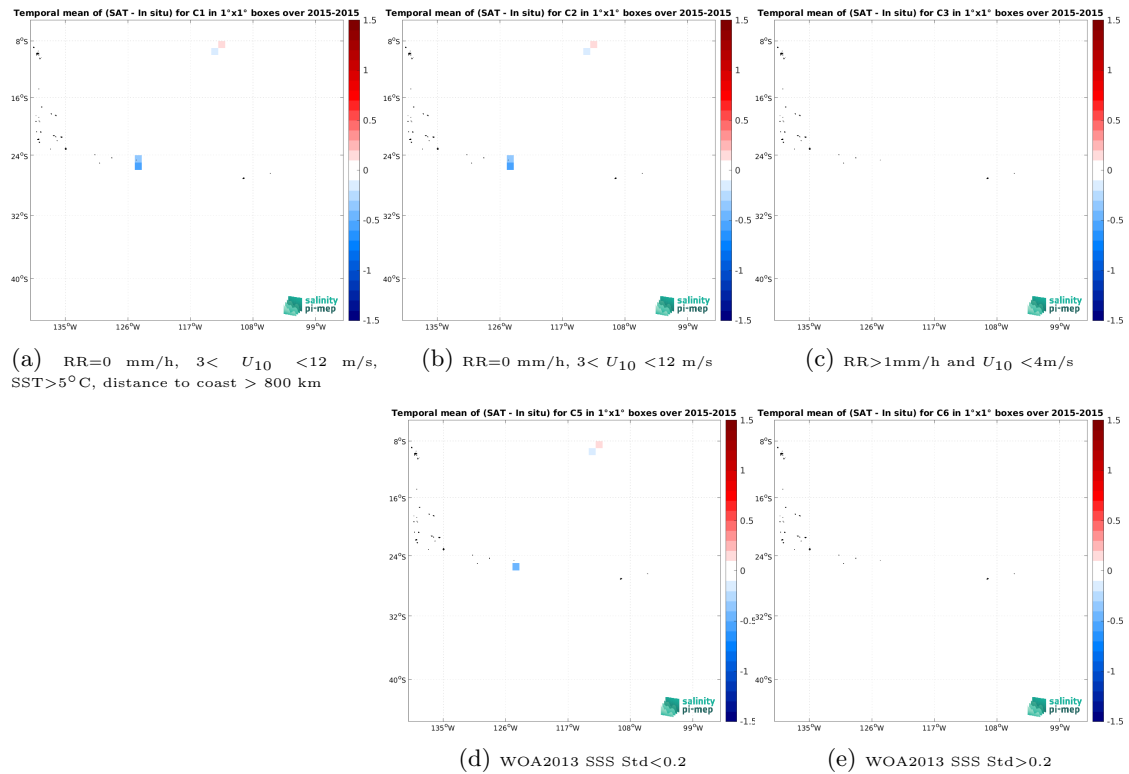 Temporal mean of (SAT - In situ) for C1 in 1°x1° boxes over 2015-2015
8°S
16°S
24°S
32°S
40°S
135°W
126°W
117°W
108°W
99°W
1.5
1
0.5
0
-0.5
-1
-1.5
salinity
pi-mep
(a) RR=0 mm/h, 3< U10 <12 m/s,
SST>5°C, distance to coast > 800 km
Temporal mean of (SAT - In situ) for C2 in 1°x1° boxes over 2015-2015
8°S
16°S
24°S
32°S
40°S
135°W
126°W
117°W
108°W
99°W
1.5
1
0.5
0
-0.5
-1
-1.5
salinity
pi-mep
(b) RR=0 mm/h, 3< U10 <12 m/s
Temporal mean of (SAT - In situ) for C3 in 1°x1° boxes over 2015-2015
8°S
16°S
24°S
32°S
40°S
135°W
126°W
117°W
108°W
99°W
1.5
1
0.5
0
-0.5
-1
-1.5
salinity
pi-mep
(c) RR>1mm/h and U10 <4m/s
Temporal mean of (SAT - In situ) for C5 in 1°x1° boxes over 2015-2015
8°S
16°S
24°S
32°S
40°S
135°W
126°W
117°W
108°W
99°W
1.5
1
0.5
0
-0.5
-1
-1.5
salinity
pi-mep
(d) WOA2013 SSS Std<0.2
Temporal mean of (SAT - In situ) for C6 in 1°x1° boxes over 2015-2015
8°S
16°S
24°S
32°S
40°S
135°W
126°W
117°W
108°W
99°W
1.5
1
0.5
0
-0.5
-1
-1.5
salinity
pi-mep
(e) WOA2013 SSS Std>0.2